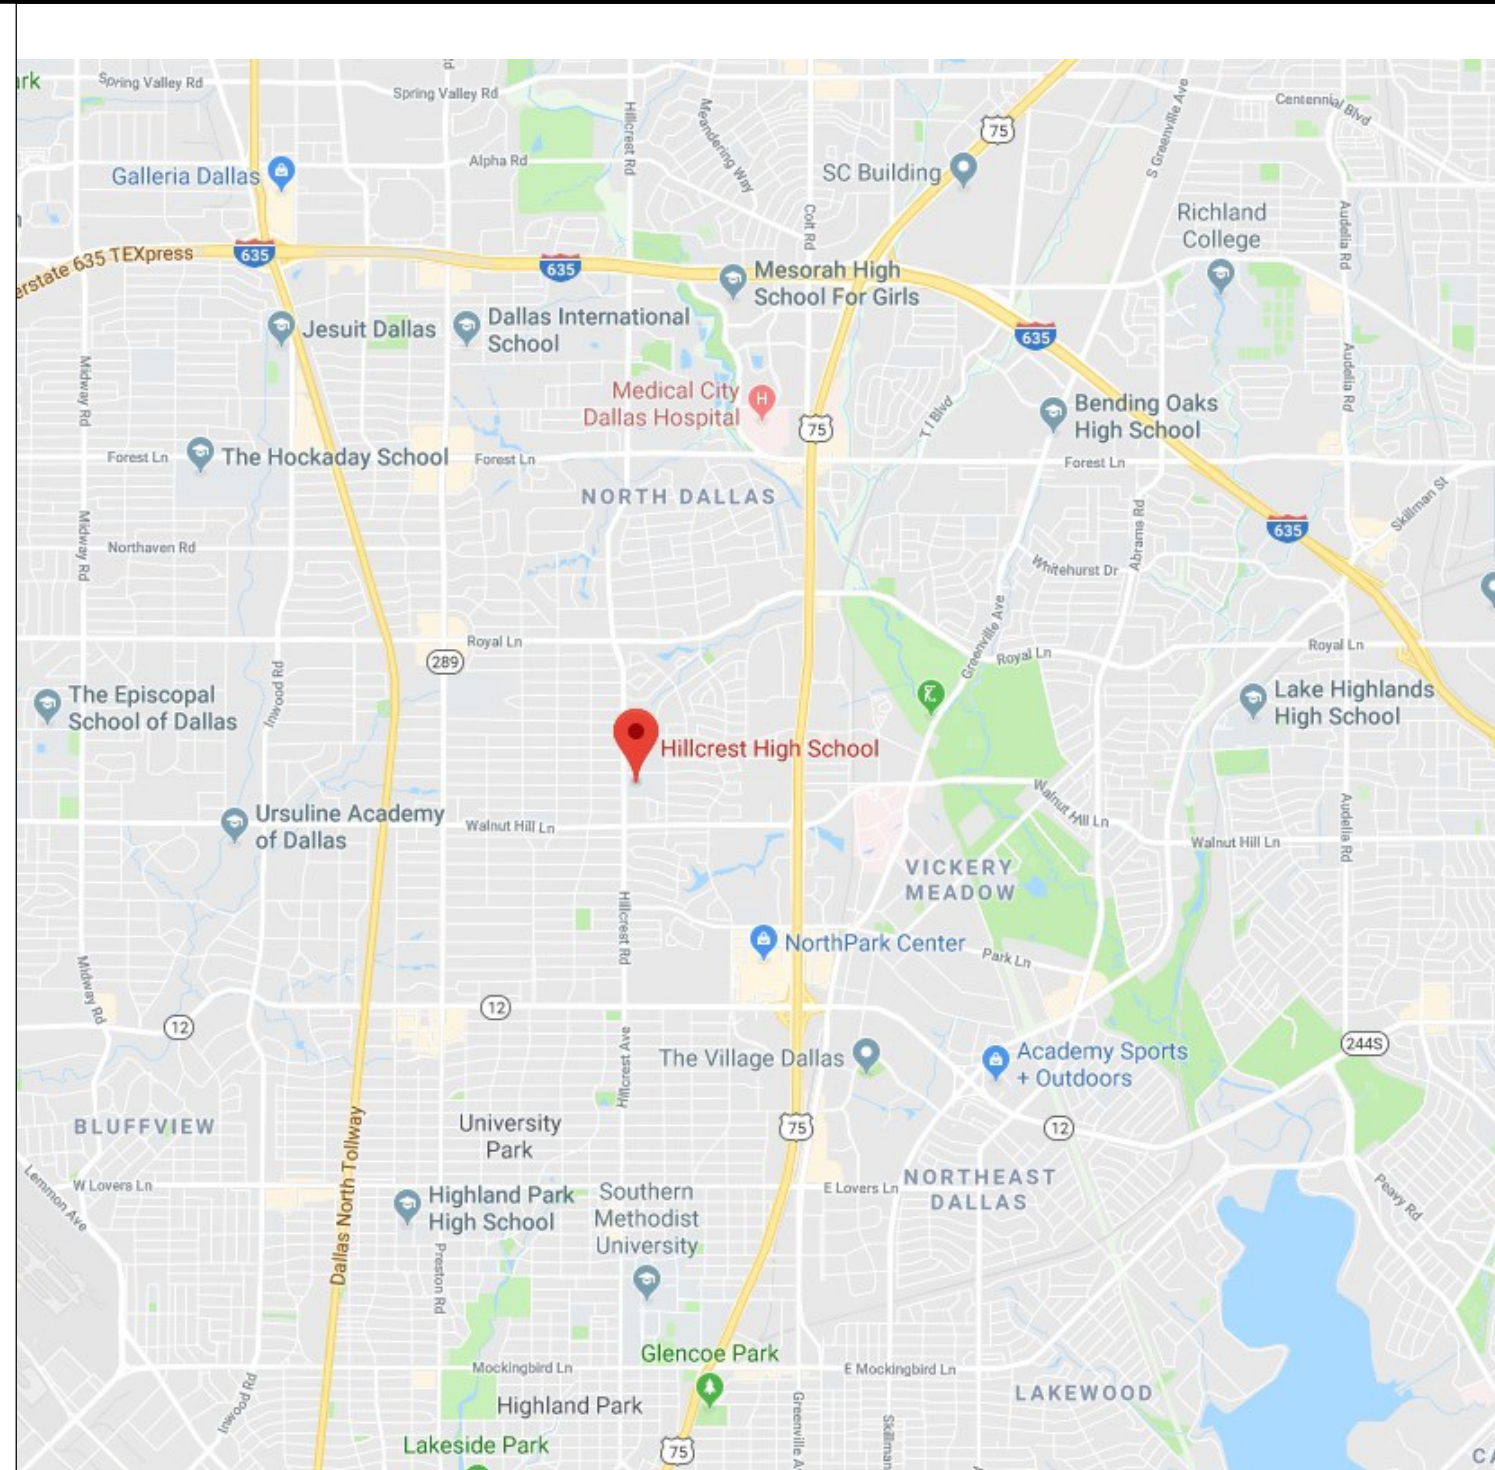 ark
Spring Valley Rd
Spring Valley Rd
Rd
Hillcrest Rd
Meandering Way
75
S Greenville Ave
Centennial Blvd
Galleria Dallas
Alpha Rd
SC Building
Richland
College
Coit Rd
Audelia Rd
erstate 635 TEXpress
635
635
Mesorah High
School For Girls
Jesuit Dallas
Dallas International
School
635
Midway Rd
Audelia Rd
Medical City
Dallas Hospital
H
75
T I Blvd
Bending Oaks
High School
Forest Ln
The Hockaday School
Forest Ln
Forest Ln
NORTH DALLAS
Skillman St
Midway Rd
Northaven Rd
Abrams Rd
635
Whitehurst Dr
Greenville Ave
Royal Ln
289
Royal Ln
Royal Ln
The Episcopal
School of Dallas
Inwood Rd
Lake Highlands
High School
Hillcrest High School
Ursuline Academy
of Dallas
Walnut Hill Ln
Walnut Hill Ln
Walnut Hill Ln
Audelia Rd
VICKERY
MEADOW
Hillcrest Rd
NorthPark Center
Park Ln
Midway Rd
12
12
Hillcrest Ave
The Village Dallas
Academy Sports
+ Outdoors
244S
BLUFFVIEW
University
Park
75
12
Dallas North Tollway
W Lovers Ln
Lemmon Ave
Highland Park
High School
Southern
Methodist
University
E Lovers Ln
NORTHEAST
DALLAS
Peavy Rd
Preston Rd
Glencoe Park
Mockingbird Ln
E Mockingbird Ln
Inwood Rd
Highland Park
LAKEWOOD
Greenville A
Skillman
Lakeside Park
75